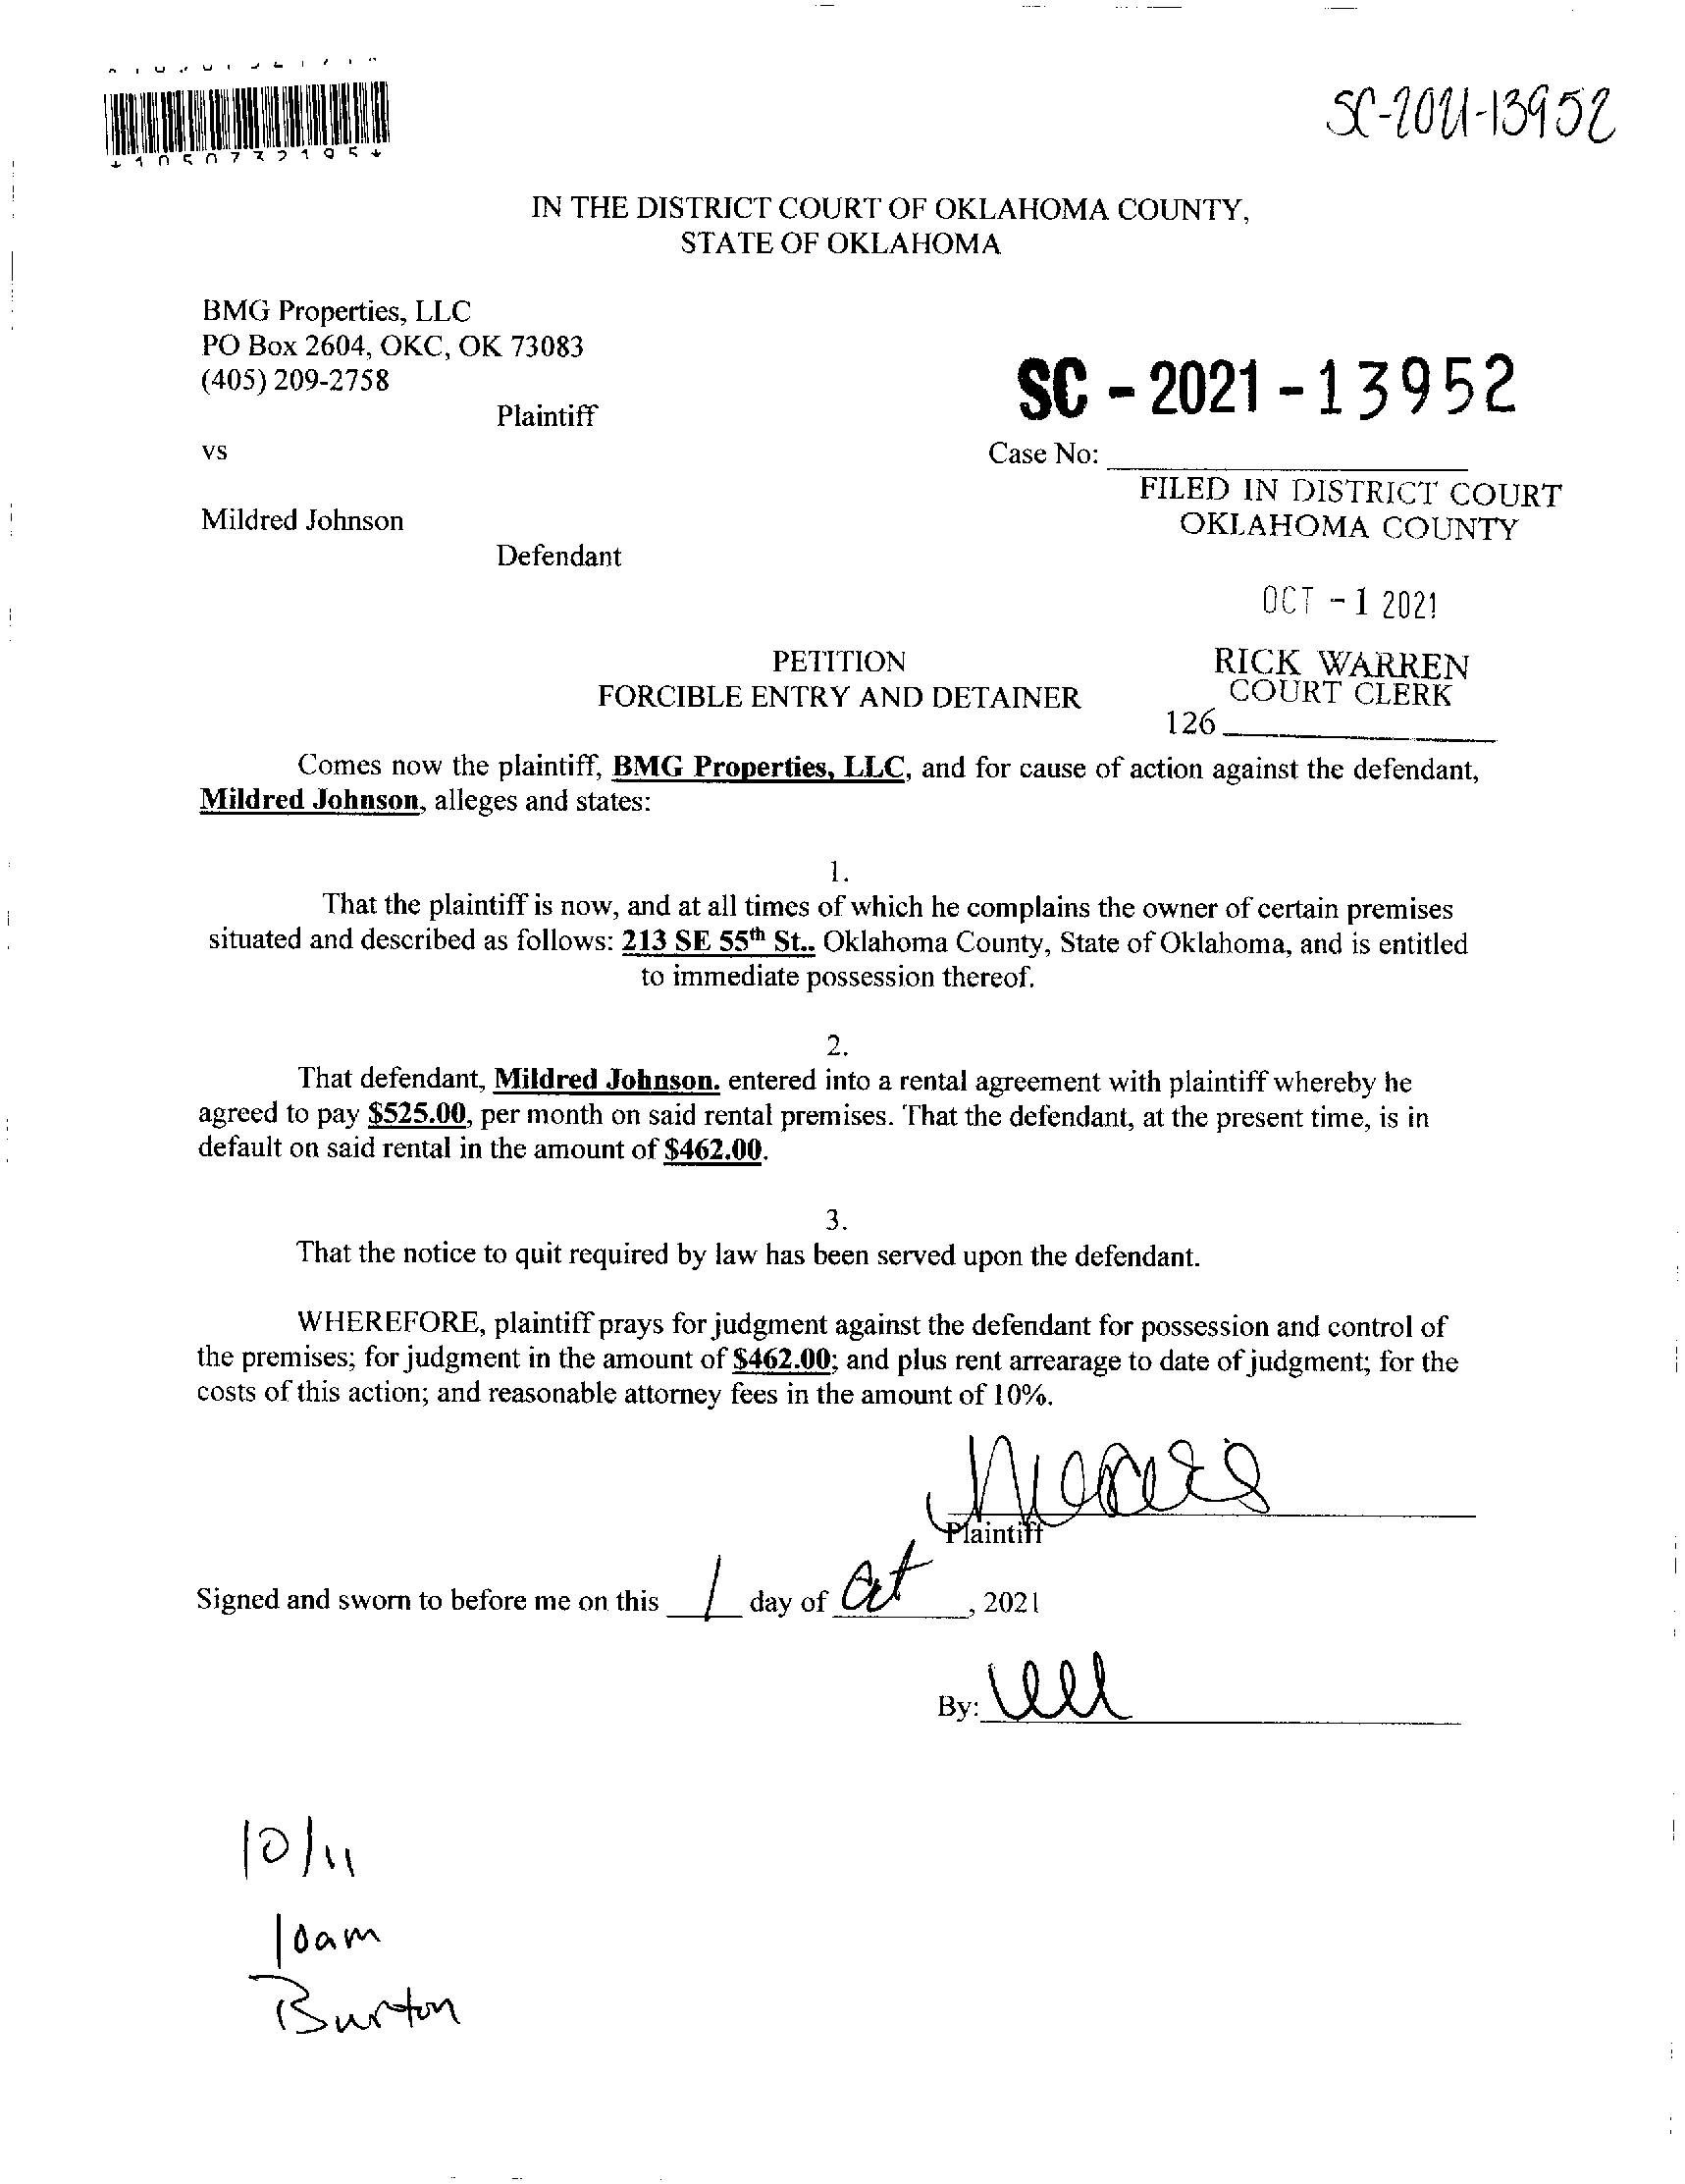 SC-2021-13952
*1050732195*
IN THE DISTRICT COURT OF OKLAHOMA COUNTY,
STATE OF OKLAHOMA
BMG Properties, LLC
PO Box 2604, OKC, OK 73083
(405) 209-2758
Plaintiff
SC - 2021 - 13952
vs
Case No:
FILED IN DISTRICT COURT
OKLAHOMA COUNTY
Mildred Johnson
Defendant
OCT - 1 2021
RICK WARREN
COURT CLERK
126
PETITION
FORCIBLE ENTRY AND DETAINER
Comes now the plaintiff, BMG Properties, LLC, and for cause of action against the defendant,
Mildred Johnson, alleges and states:
1.
That the plaintiff is now, and at all times of which he complains the owner of certain premises
situated and described as follows: 213 SE 55th St.. Oklahoma County, State of Oklahoma, and is entitled
to immediate possession thereof.
2.
That defendant, Mildred Johnson. entered into a rental agreement with plaintiff whereby he
agreed to pay $525.00, per month on said rental premises. That the defendant, at the present time, is in
default on said rental in the amount of $462.00.
3.
That the notice to quit required by law has been served upon the defendant.
WHEREFORE, plaintiff prays for judgment against the defendant for possession and control of
the premises; for judgment in the amount of $462.00; and plus rent arrearage to date of judgment; for the
costs of this action; and reasonable attorney fees in the amount of 10%.
Plaintiff
Signed and sworn to before me on this 1 day of Oct, 2021
By:
10/11
10am
Burton